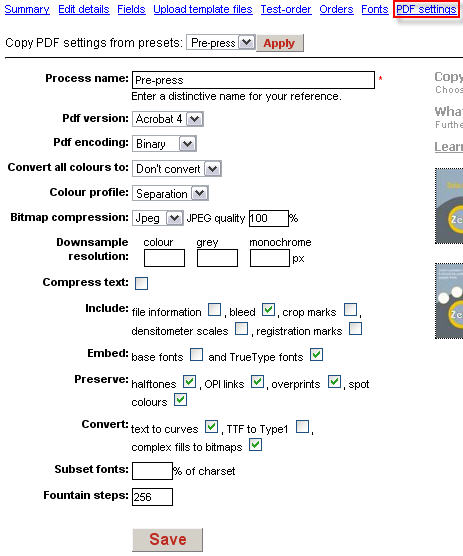 Summary Edit details Fields Upload template files Test-order Orders Fonts PDF settings
Copy PDF settings from presets: Pre-press Apply
Process name: Pre-press *
Enter a distinctive name for your reference.
Pdf version: Acrobat 4
Pdf encoding: Binary
Convert all colours to: Don't convert
Colour profile: Separation
Bitmap compression: Jpeg JPEG quality 100 %
Downsample resolution: colour grey monochrome
px
Compress text:
Include: file information , bleed , crop marks ,
densitometer scales , registration marks
Embed: base fonts and TrueType fonts
Preserve: halftones , OPI links , overprints , spot
colours
Convert: text to curves , TTF to Type1 ,
complex fills to bitmaps
Subset fonts: % of charset
Fountain steps: 256
Save
Copy
Choos
Wha
Furthe
Lear
Ze
Ze